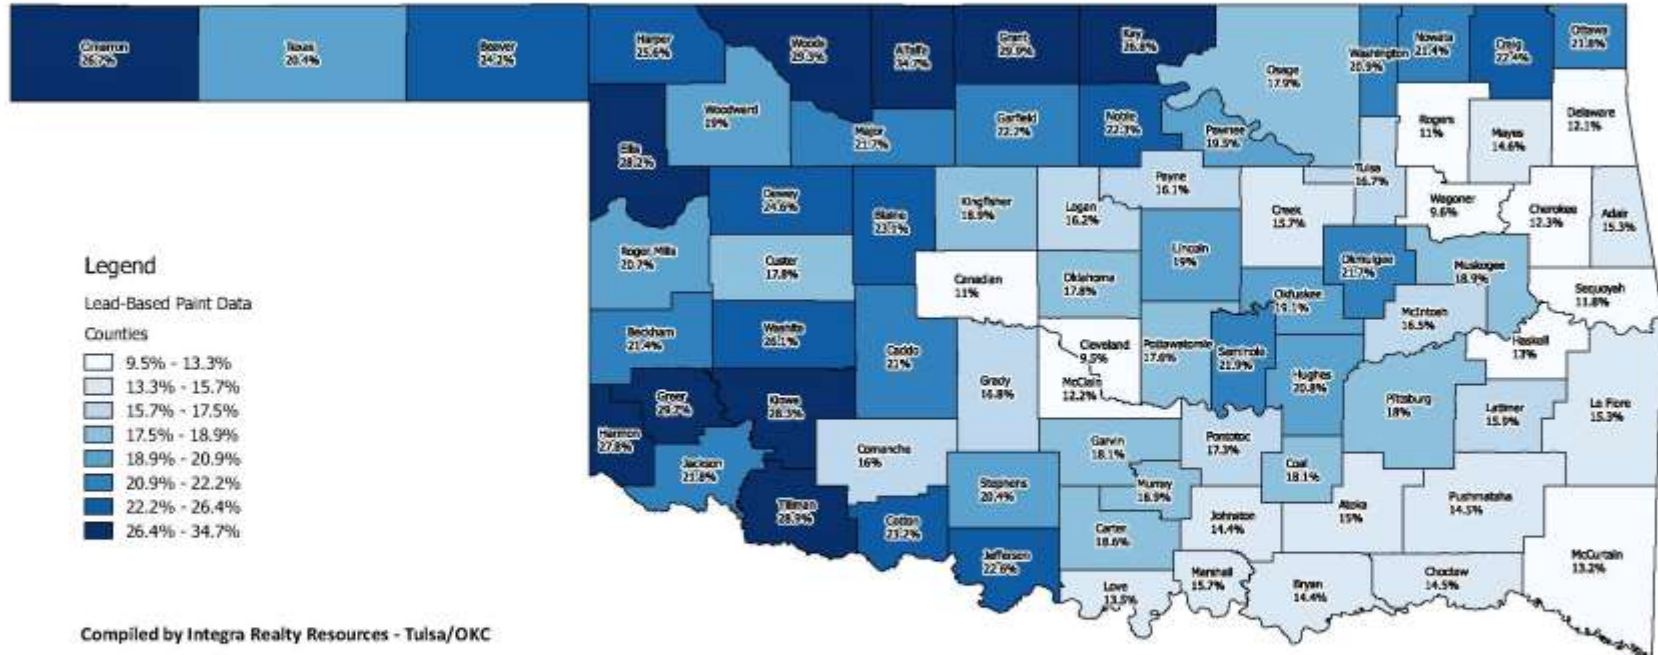 Cimarron
26.7%
Texas
20.4%
Beaver
24.2%
Harper
25.6%
Woods
29.5%
Alfalfa
34.7%
Grant
29.9%
Kay
26.8%
Osage
17.9%
Washington
20.9%
Nowata
21.4%
Craig
22.4%
Ottawa
21.8%
Woodward
19%
Major
21.7%
Garfield
22.2%
Noble
22.3%
Pawnee
19.5%
Rogers
11%
Mayes
14.6%
Delaware
12.1%
Ellis
28.2%
Dewey
24.6%
Blaine
23.1%
Kingfisher
18.9%
Logan
16.2%
Payne
16.1%
Creek
15.7%
Tulsa
16.7%
Wagoner
9.6%
Cherokee
12.3%
Adair
15.3%
Roger Mills
20.7%
Custer
17.8%
Canadian
11%
Oklahoma
17.8%
Lincoln
19%
Okmulgee
21.7%
Muskogee
18.9%
Sequoyah
11.8%
Okfuskee
19.1%
McIntosh
16.5%
Beckham
21.4%
Washita
26.1%
Caddo
21%
Grady
16.8%
Cleveland
9.5%
McClain
12.2%
Pottawatomie
17.6%
Seminole
21.9%
Hughes
20.8%
Haskell
13%
Pittsburg
18%
Latimer
15.9%
Le Flore
15.3%
Greer
29.7%
Kiowa
28.3%
Harmon
27.8%
Jackson
21.8%
Comanche
16%
Stephens
20.4%
Garvin
18.1%
Pontotoc
17.3%
Coal
18.1%
Murray
16.9%
Tillman
28.9%
Cotton
Jefferson
22.6%
Carter
18.6%
Johnston
14.4%
Atoka
15%
Pushmataha
14.5%
McCurtain
13.2%
Love
13.5%
Marshall
15.7%
Bryan
14.4%
Choctaw
14.5%
Legend
Lead-Based Paint Data
Counties
9.5% - 13.3%
13.3% - 15.7%
15.7% - 17.5%
17.5% - 18.9%
18.9% - 20.9%
20.9% - 22.2%
22.2% - 26.4%
26.4% - 34.7%
Compiled by Integra Realty Resources - Tulsa/OKC